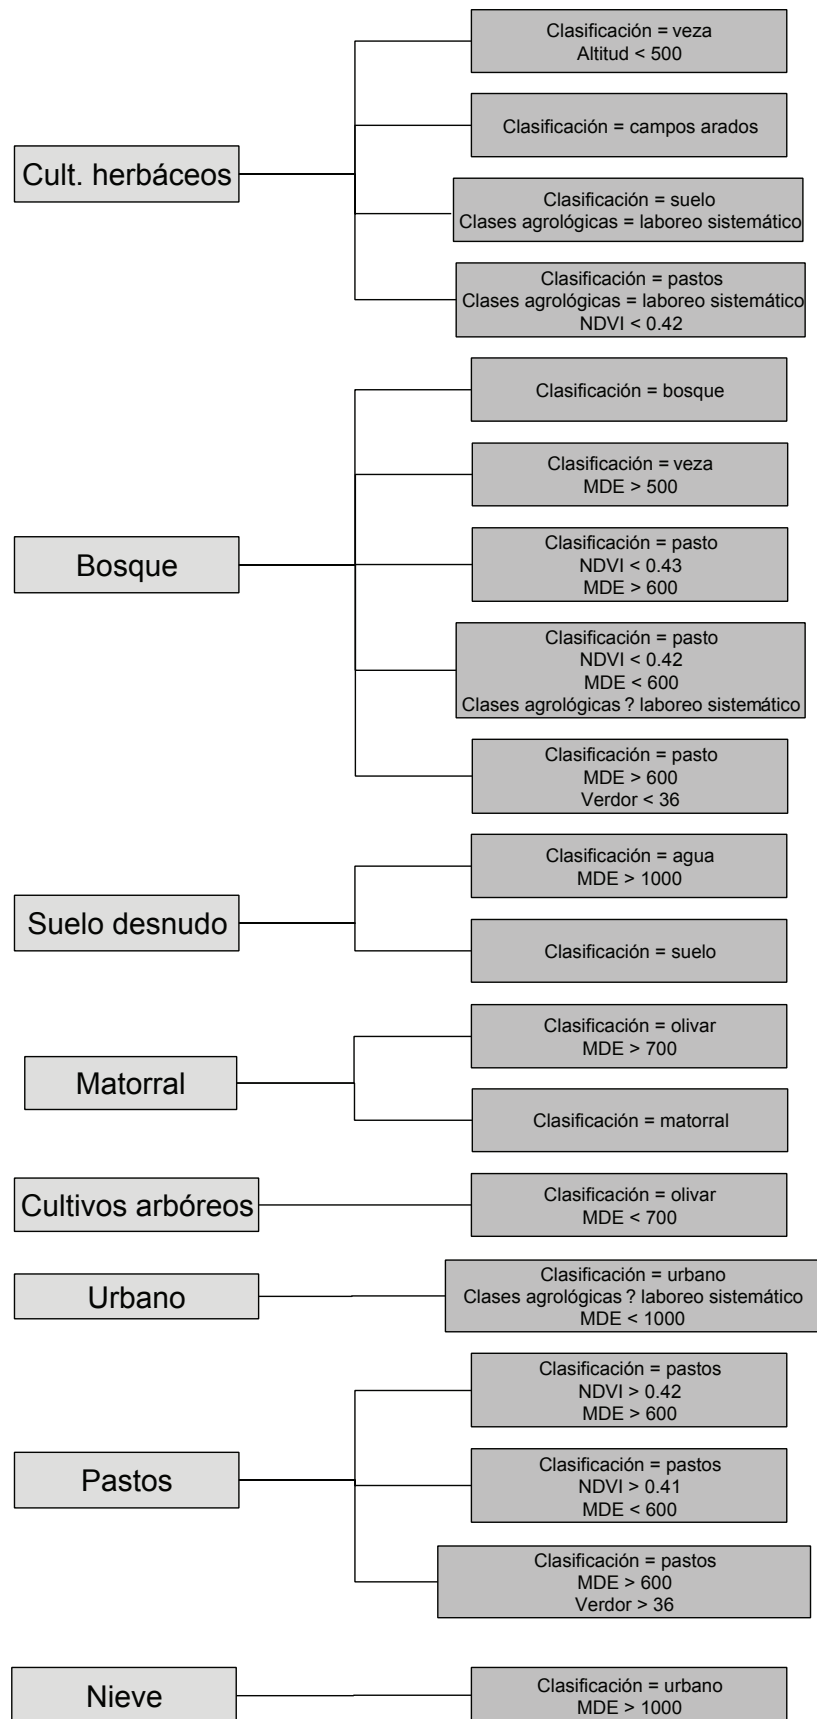 Cult. herbáceos
Clasificación = veza
Altitud < 500
Clasificación = campos arados
Clasificación = suelo
Clases agrológicas = laboreo sistemático
Clasificación = pastos
Clases agrológicas = laboreo sistemático
NDVI < 0.42
Bosque
Clasificación = bosque
Clasificación = veza
MDE > 500
Clasificación = pasto
NDVI < 0.43
MDE > 600
Clasificación = pasto
NDVI < 0.42
MDE < 600
Clases agrológicas ? laboreo sistemático
Clasificación = pasto
MDE > 600
Verdor < 36
Suelo desnudo
Clasificación = agua
MDE > 1000
Clasificación = suelo
Matorral
Clasificación = olivar
MDE > 700
Clasificación = matorral
Cultivos arbóreos
Clasificación = olivar
MDE < 700
Urbano
Clasificación = urbano
Clases agrológicas ? laboreo sistemático
MDE < 1000
Pastos
Clasificación = pastos
NDVI > 0.42
MDE > 600
Clasificación = pastos
NDVI > 0.41
MDE < 600
Clasificación = pastos
MDE > 600
Verdor > 36
Nieve
Clasificación = urbano
MDE > 1000